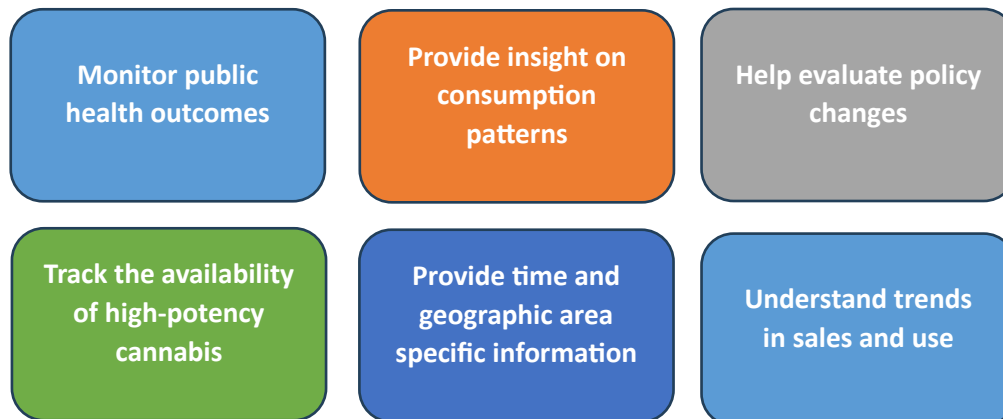 Monitor public
health outcomes
Provide insight on
consumption
patterns
Help evaluate policy
changes
Track the availability
of high-potency
cannabis
Provide time and
geographic area
specific information
Understand trends
in sales and use